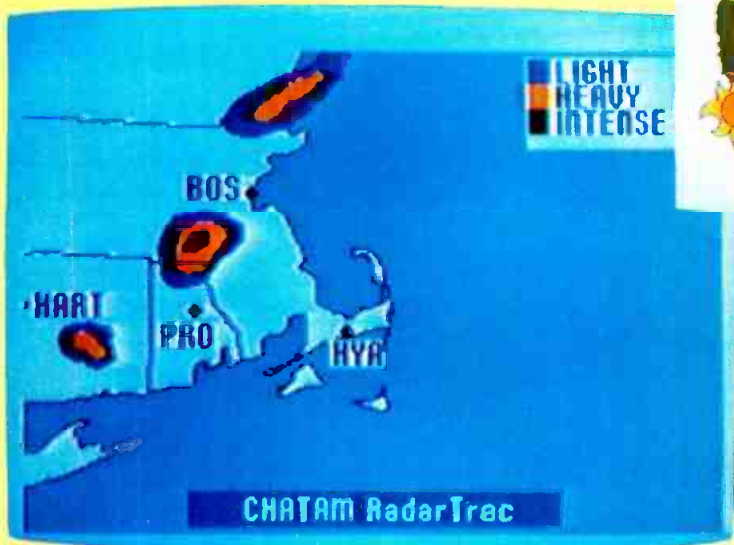 LIGHT
HEAVY
INTENSE
BOS
HART
PRO
HYA
CHATAM RadarTrac